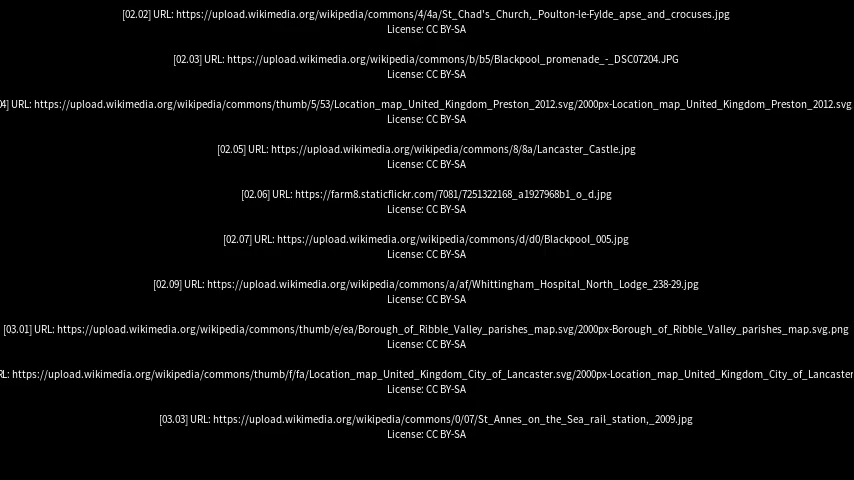 [02.02] URL: https://upload.wikimedia.org/wikipedia/commons/4/4a/St_Chad's_Church,_Poulton-le-Fylde_apse_and_crocuses.jpg
License: CC BY-SA
[02.03] URL: https://upload.wikimedia.org/wikipedia/commons/b/b5/Blackpool_promenade_-_DSC07204.JPG
License: CC BY-SA
04] URL: https://upload.wikimedia.org/wikipedia/commons/thumb/5/53/Location_map_United_Kingdom_Preston_2012.svg/2000px-Location_map_United_Kingdom_Preston_2012.svg
License: CC BY-SA
[02.05] URL: https://upload.wikimedia.org/wikipedia/commons/8/8a/Lancaster_Castle.jpg
License: CC BY-SA
[02.06] URL: https://farm8.staticflickr.com/7081/7251322168_a1927968b1_o_d.jpg
License: CC BY-SA
[02.07] URL: https://upload.wikimedia.org/wikipedia/commons/d/d0/Blackpool_005.jpg
License: CC BY-SA
[02.09] URL: https://upload.wikimedia.org/wikipedia/commons/a/af/Whittingham_Hospital_North_Lodge_238-29.jpg
License: CC BY-SA
[03.01] URL: https://upload.wikimedia.org/wikipedia/commons/thumb/e/ea/Borough_of_Ribble_Valley_parishes_map.svg/2000px-Borough_of_Ribble_Valley_parishes_map.svg.png
License: CC BY-SA
RL: https://upload.wikimedia.org/wikipedia/commons/thumb/f/fa/Location_map_United_Kingdom_City_of_Lancaster.svg/2000px-Location_map_United_Kingdom_City_of_Lancaster
License: CC BY-SA
[03.03] URL: https://upload.wikimedia.org/wikipedia/commons/0/07/St_Annes_on_the_Sea_rail_station,_2009.jpg
License: CC BY-SA